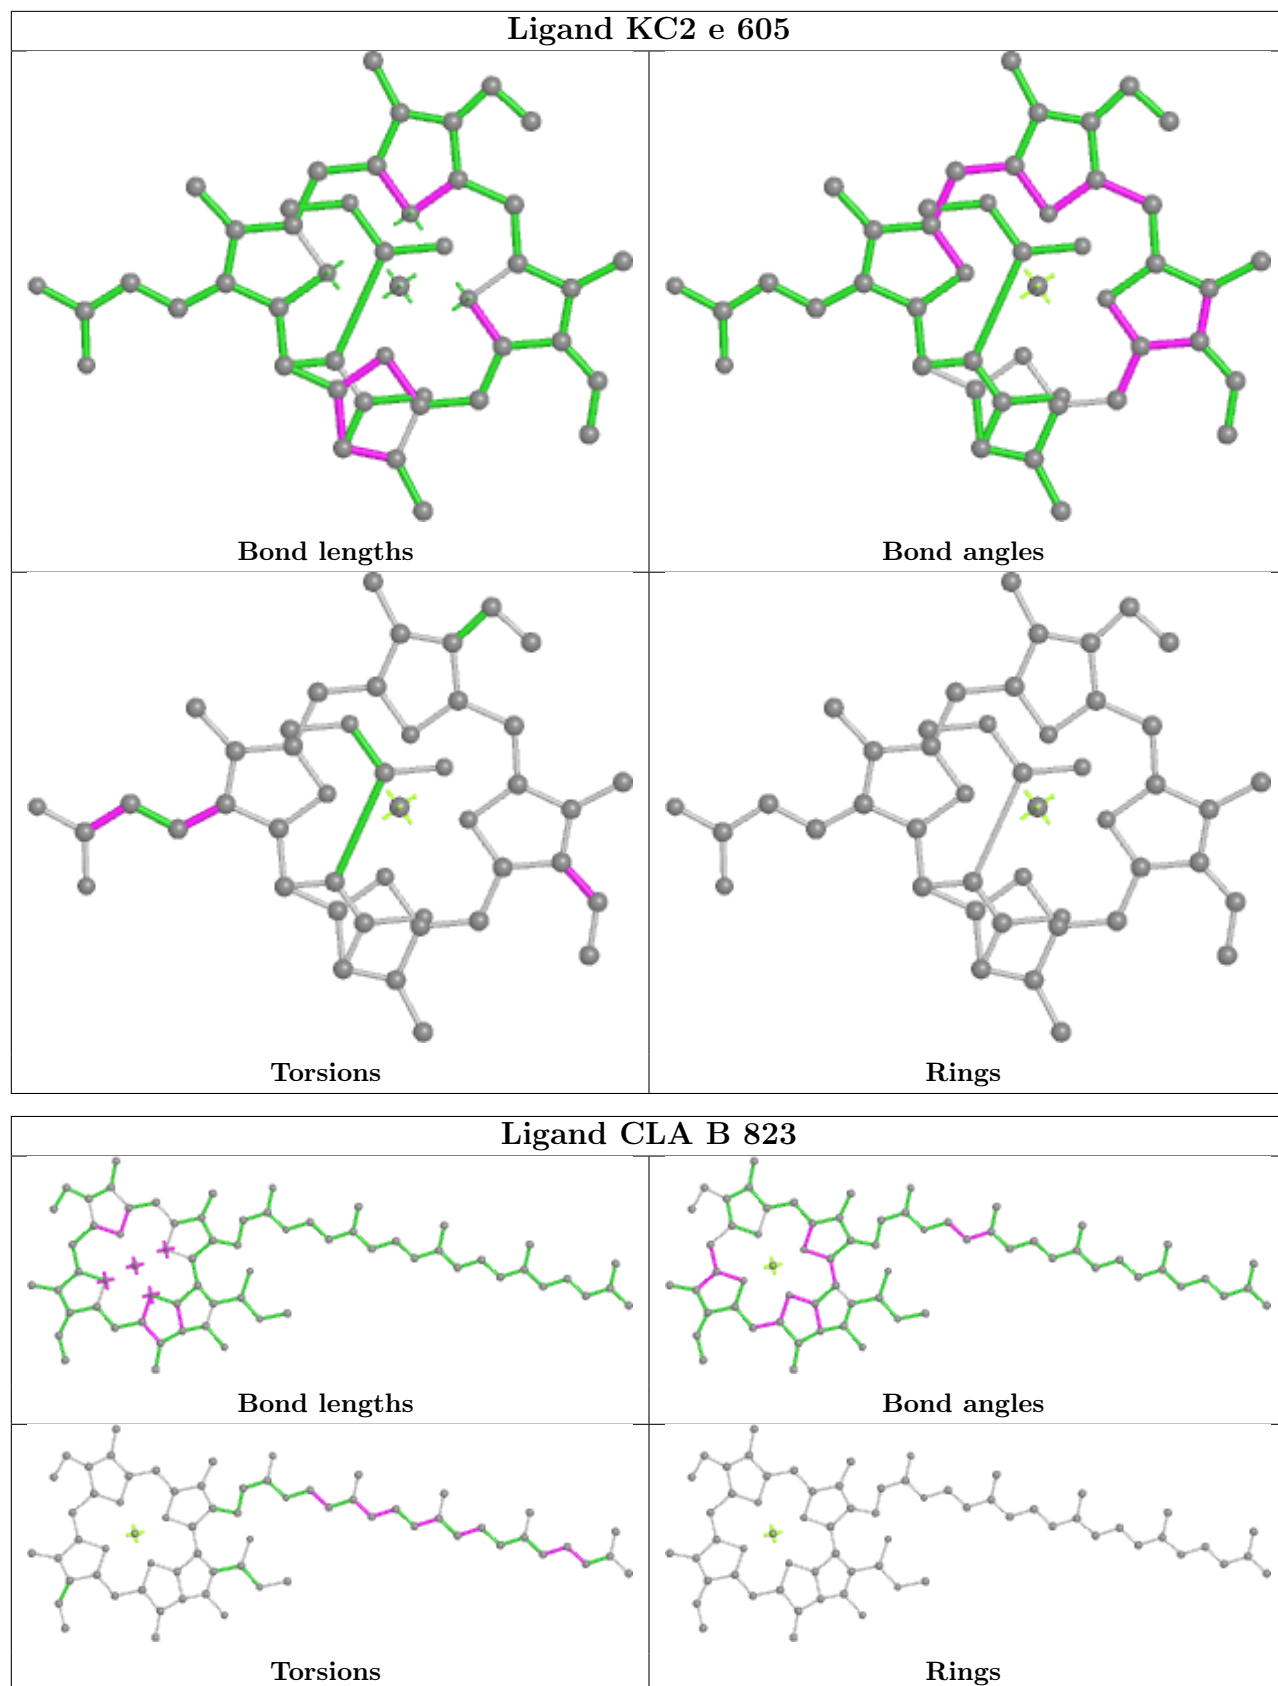 Ligand KC2 e 605
Bond lengths
Bond angles
Torsions
Rings
Ligand CLA B 823
Bond lengths
Bond angles
Torsions
Rings